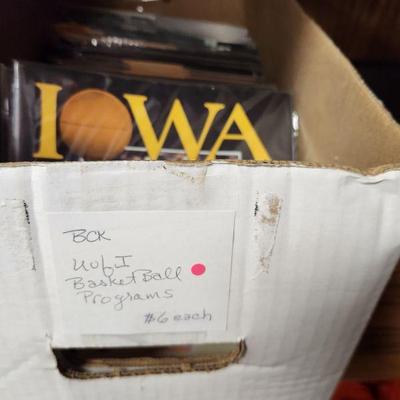 IOWA
BCK
U of I
BasketBall
Programs
$6 each